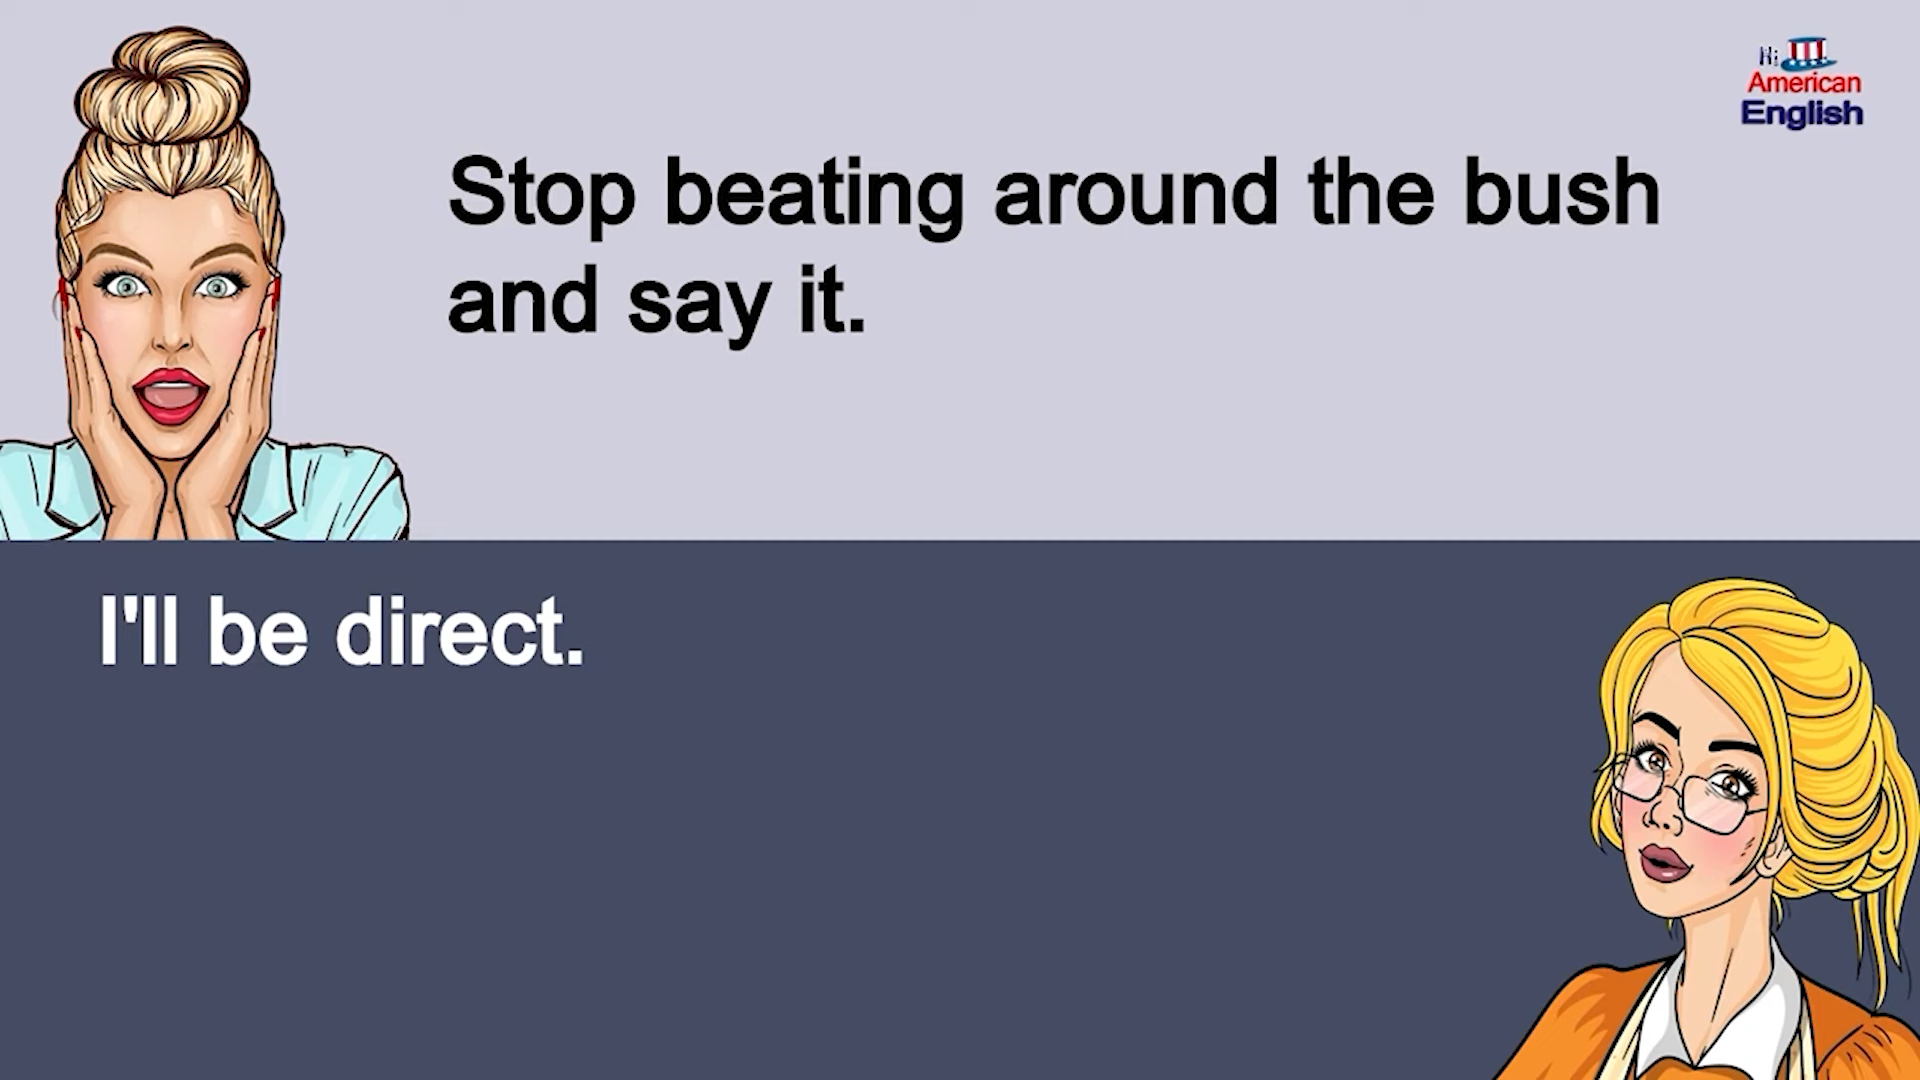 Hi
American
English
Stop beating around the bush
and say it.
I'll be direct.